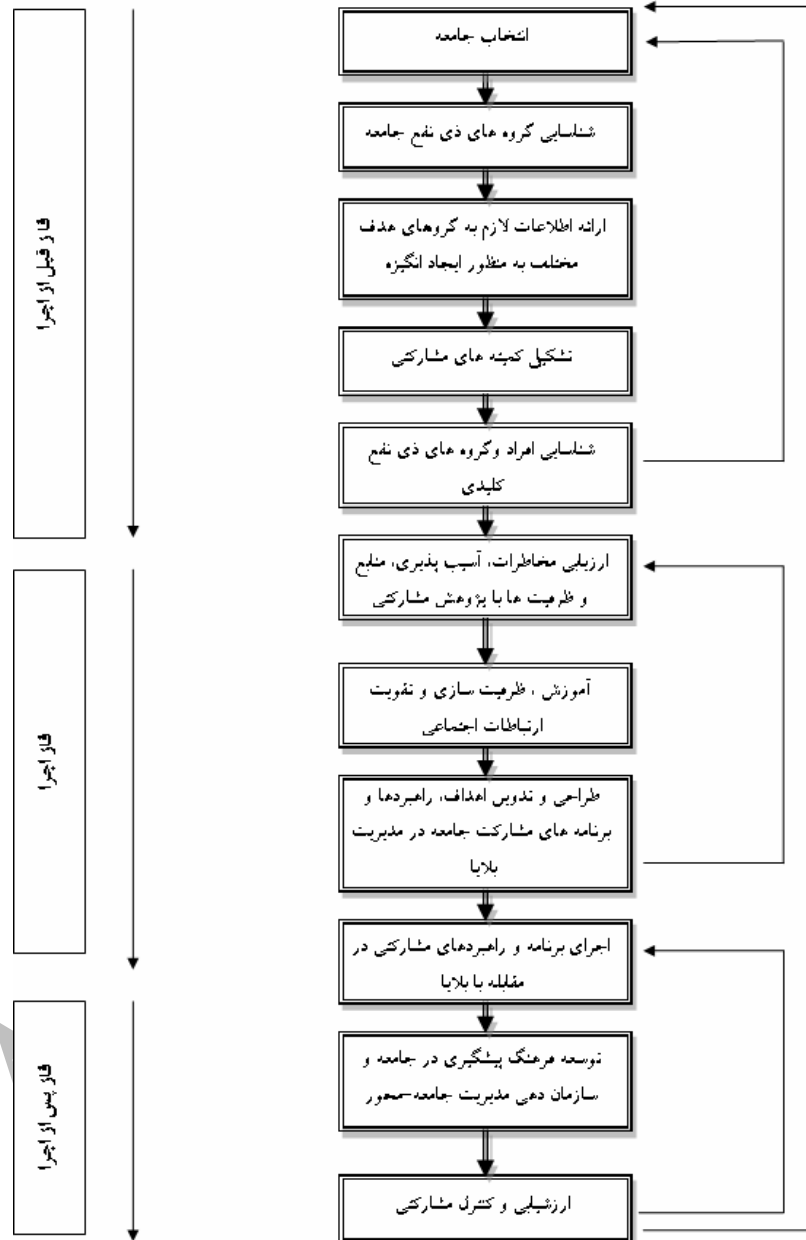 انتخاب جامعه
شناسایی گروه های ذی نفع جامعه
ارائه اطلاعات لازم به گروهای هدف
مختلف به منظور ایجاد انگیزه
تشکیل کمیته های مشارکتی
شناسایی افراد وگروه های ذی نفع
کلیدی
ارزیابی مخاطرات، آسیب پذیری، منابع
و ظرفیت ها با پژوهش مشارکتی
آموزش ، ظرفیت سازی و تقویت
ارتباطات اجتماعی
طراحی و تدوین اهداف، راهبردها و
برنامه های مشارکت جامعه در مدیریت
بلایا
اجرای برنامه و راهبردهای مشارکتی در
مقابله با بلایا
توسعه فرهنگ پیشگیری در جامعه و
سازمان دهی مدیریت جامعه-محور
ارزشیابی و کنترل مشارکتی
فاز قبل از اجرا
فاز اجرا
فاز پس از اجرا